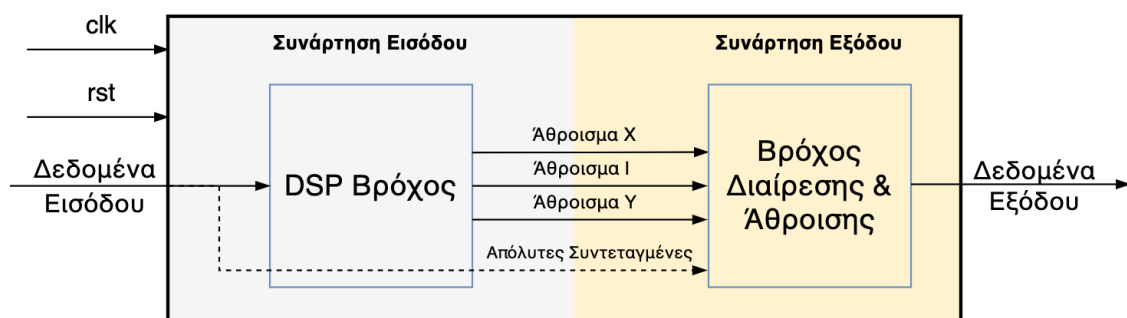 clk
Συνάρτηση Εισόδου
Συνάρτηση Εξόδου
rst
Δεδομένα
Εισόδου
DSP Βρόχος
Άθροισμα X
Άθροισμα I
Άθροισμα Y
Απόλυτες Συντεταγμένες
Βρόχος
Διαίρεσης &
Άθροισης
Δεδομένα
Εξόδου